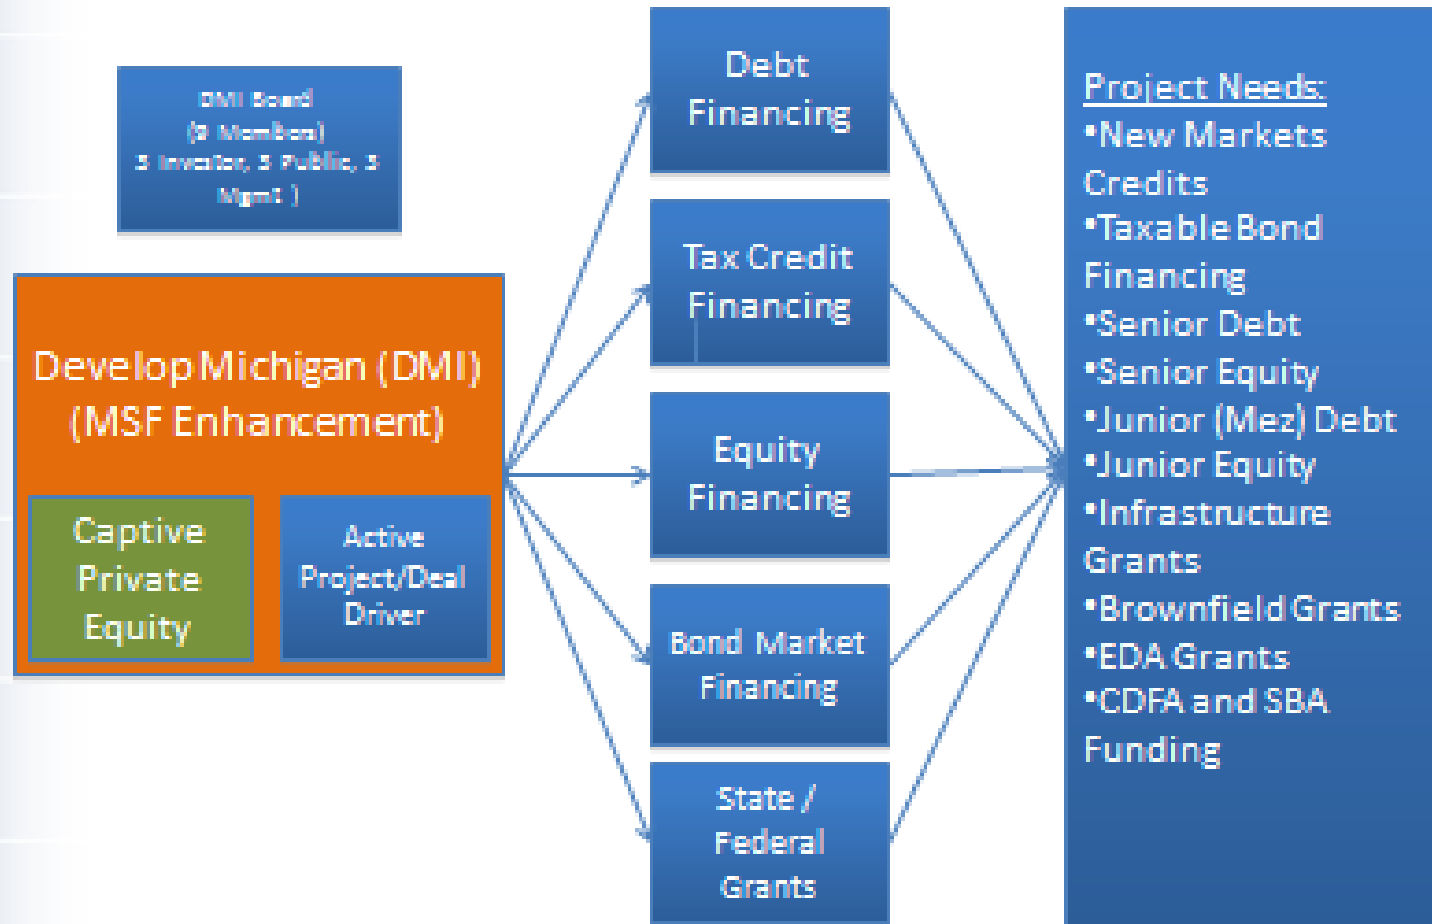 DMI Board
(9 Members)
3 Investor, 3 Public, 3
Mgmt )
Develop Michigan (DMI)
(MSF Enhancement)
Captive
Private
Equity
Active
Project/Deal
Driver
Debt
Financing
Tax Credit
Financing
Equity
Financing
Bond Market
Financing
State /
Federal
Grants
Project Needs:
•New Markets
Credits
•Taxable Bond
Financing
•Senior Debt
•Senior Equity
•Junior (Mez) Debt
•Junior Equity
•Infrastructure
Grants
•Brownfield Grants
•EDA Grants
•CDFA and SBA
Funding